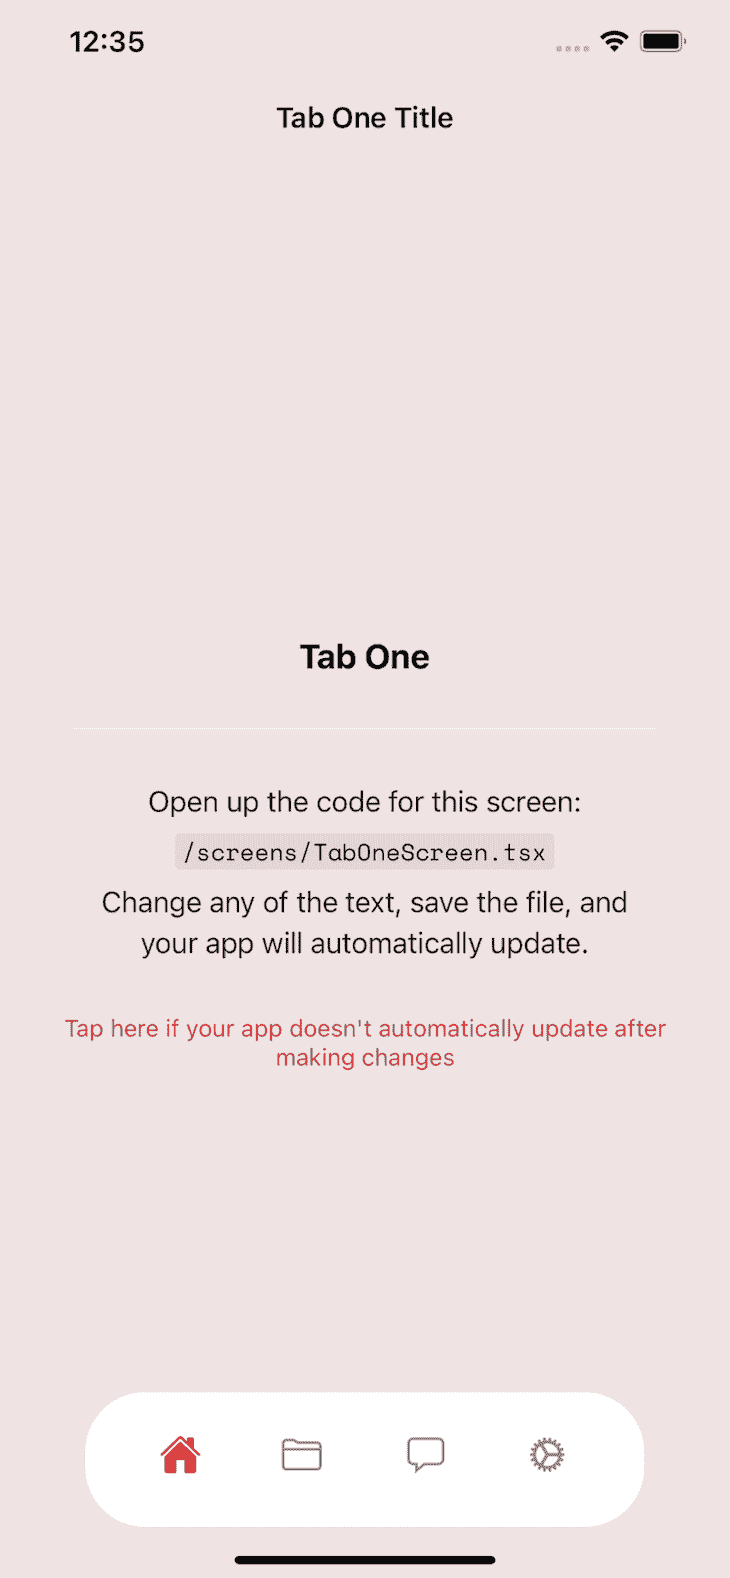 12:35
Tab One Title
Tab One
Open up the code for this screen:
/screens/TabOneScreen.tsx
Change any of the text, save the file, and
your app will automatically update.
Tap here if your app doesn't automatically update after
making changes